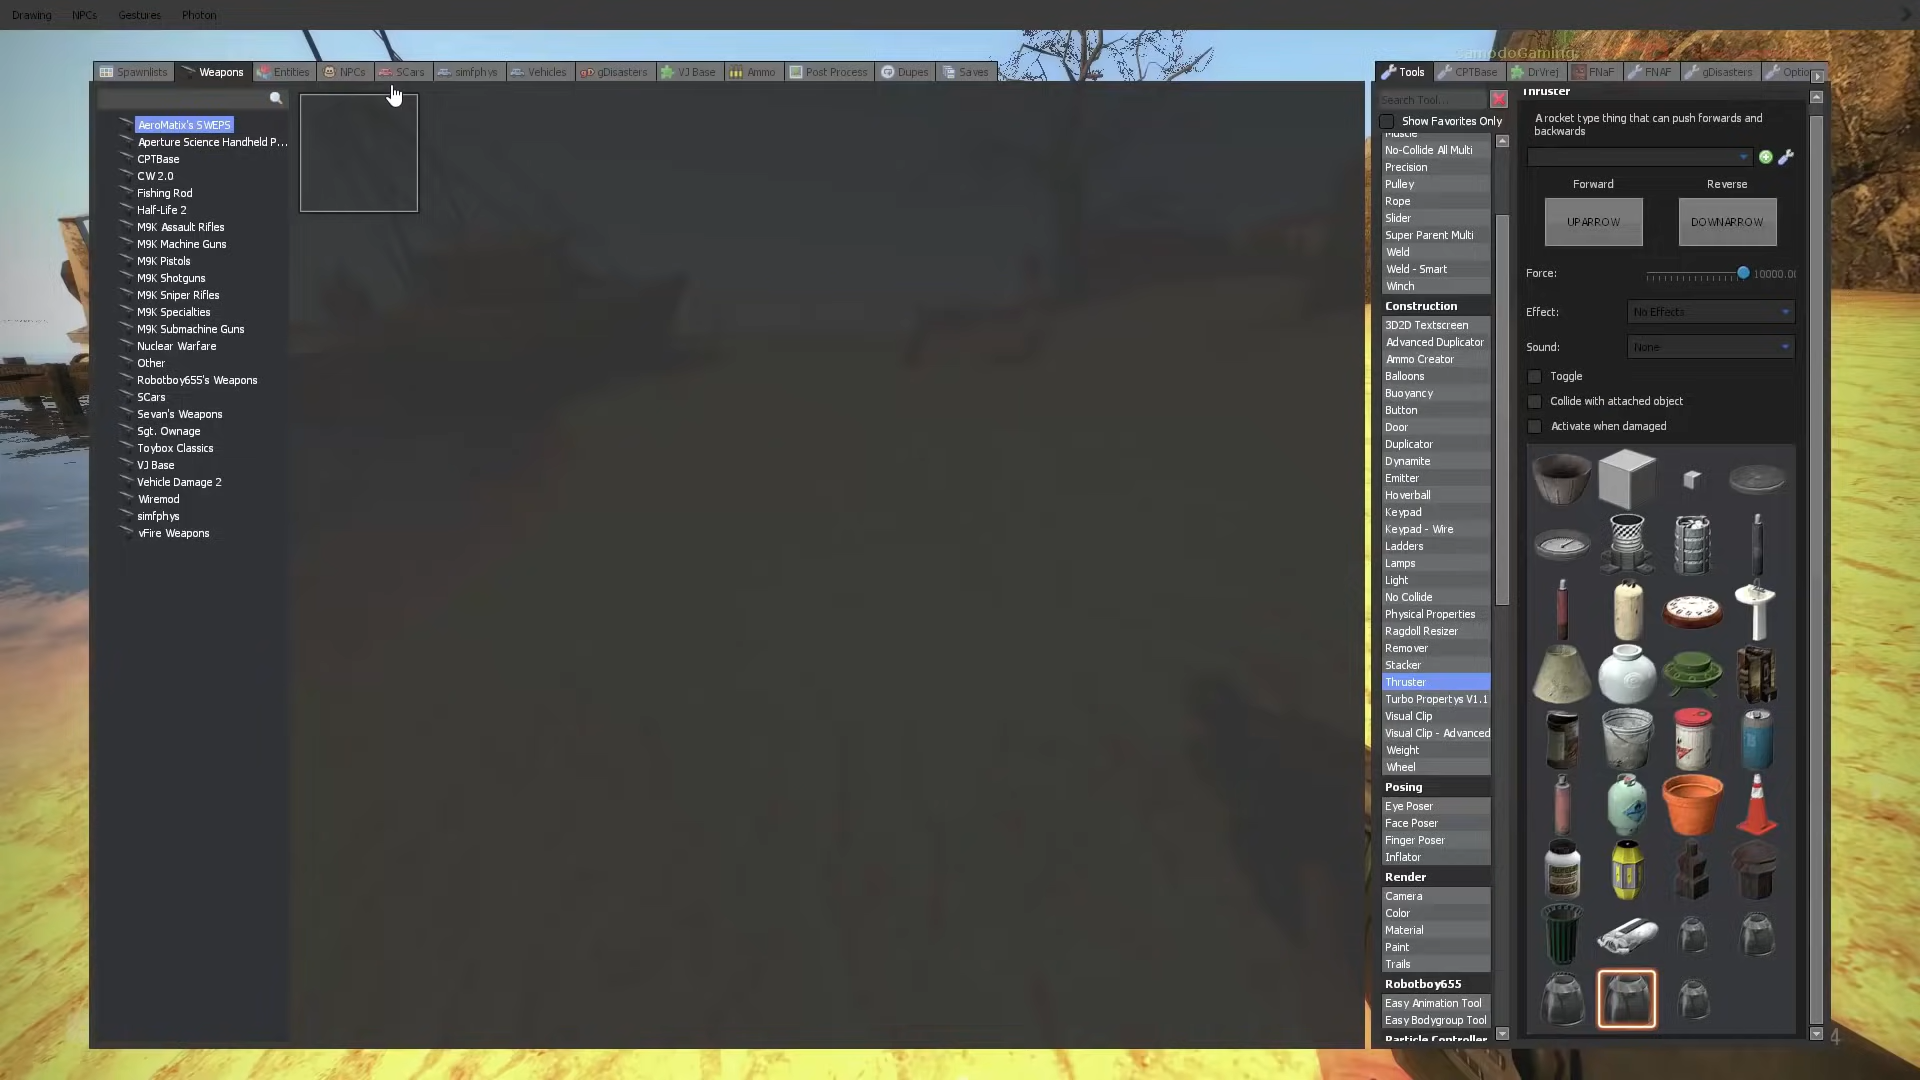 Drawing NPCs Gestures Photon
samodoGaming
Spawnlists Weapons Entities NPCs SCars simfphys Vehicles gDisasters VJ Base Ammo Post Process Dupes Saves
AeroMatix's SWEPS
Aperture Science Handheld P...
CPTBase
CW 2.0
Fishing Rod
Half-Life 2
M9K Assault Rifles
M9K Machine Guns
M9K Pistols
M9K Shotguns
M9K Sniper Rifles
M9K Specialties
M9K Submachine Guns
Nuclear Warfare
Other
Robotboy655's Weapons
SCars
Sevan's Weapons
Sgt. Ownage
Toybox Classics
VJ Base
Vehicle Damage 2
Wiremod
simfphys
vFire Weapons
Tools CPTBase DrVrej FNaF FNAF gDisasters Optio
Search Tool...
Show Favorites Only
Muscle
No-Collide All Multi
Precision
Pulley
Rope
Slider
Super Parent Multi
Weld
Weld - Smart
Winch
Construction
3D2D Textscreen
Advanced Duplicator
Ammo Creator
Balloons
Buoyancy
Button
Door
Duplicator
Dynamite
Emitter
Hoverball
Keypad
Keypad - Wire
Ladders
Lamps
Light
No Collide
Physical Properties
Ragdoll Resizer
Remover
Stacker
Thruster
Turbo Propertys V1.1
Visual Clip
Visual Clip - Advanced
Weight
Wheel
Posing
Eye Poser
Face Poser
Finger Poser
Inflator
Render
Camera
Color
Material
Paint
Trails
Robotboy655
Easy Animation Tool
Easy Bodygroup Tool
Particle Controller
Thruster
A rocket type thing that can push forwards and
backwards
Forward Reverse
UPARROW DOWNARROW
Force: 10000.00
Effect: No Effects
Sound: None
Toggle
Collide with attached object
Activate when damaged
4